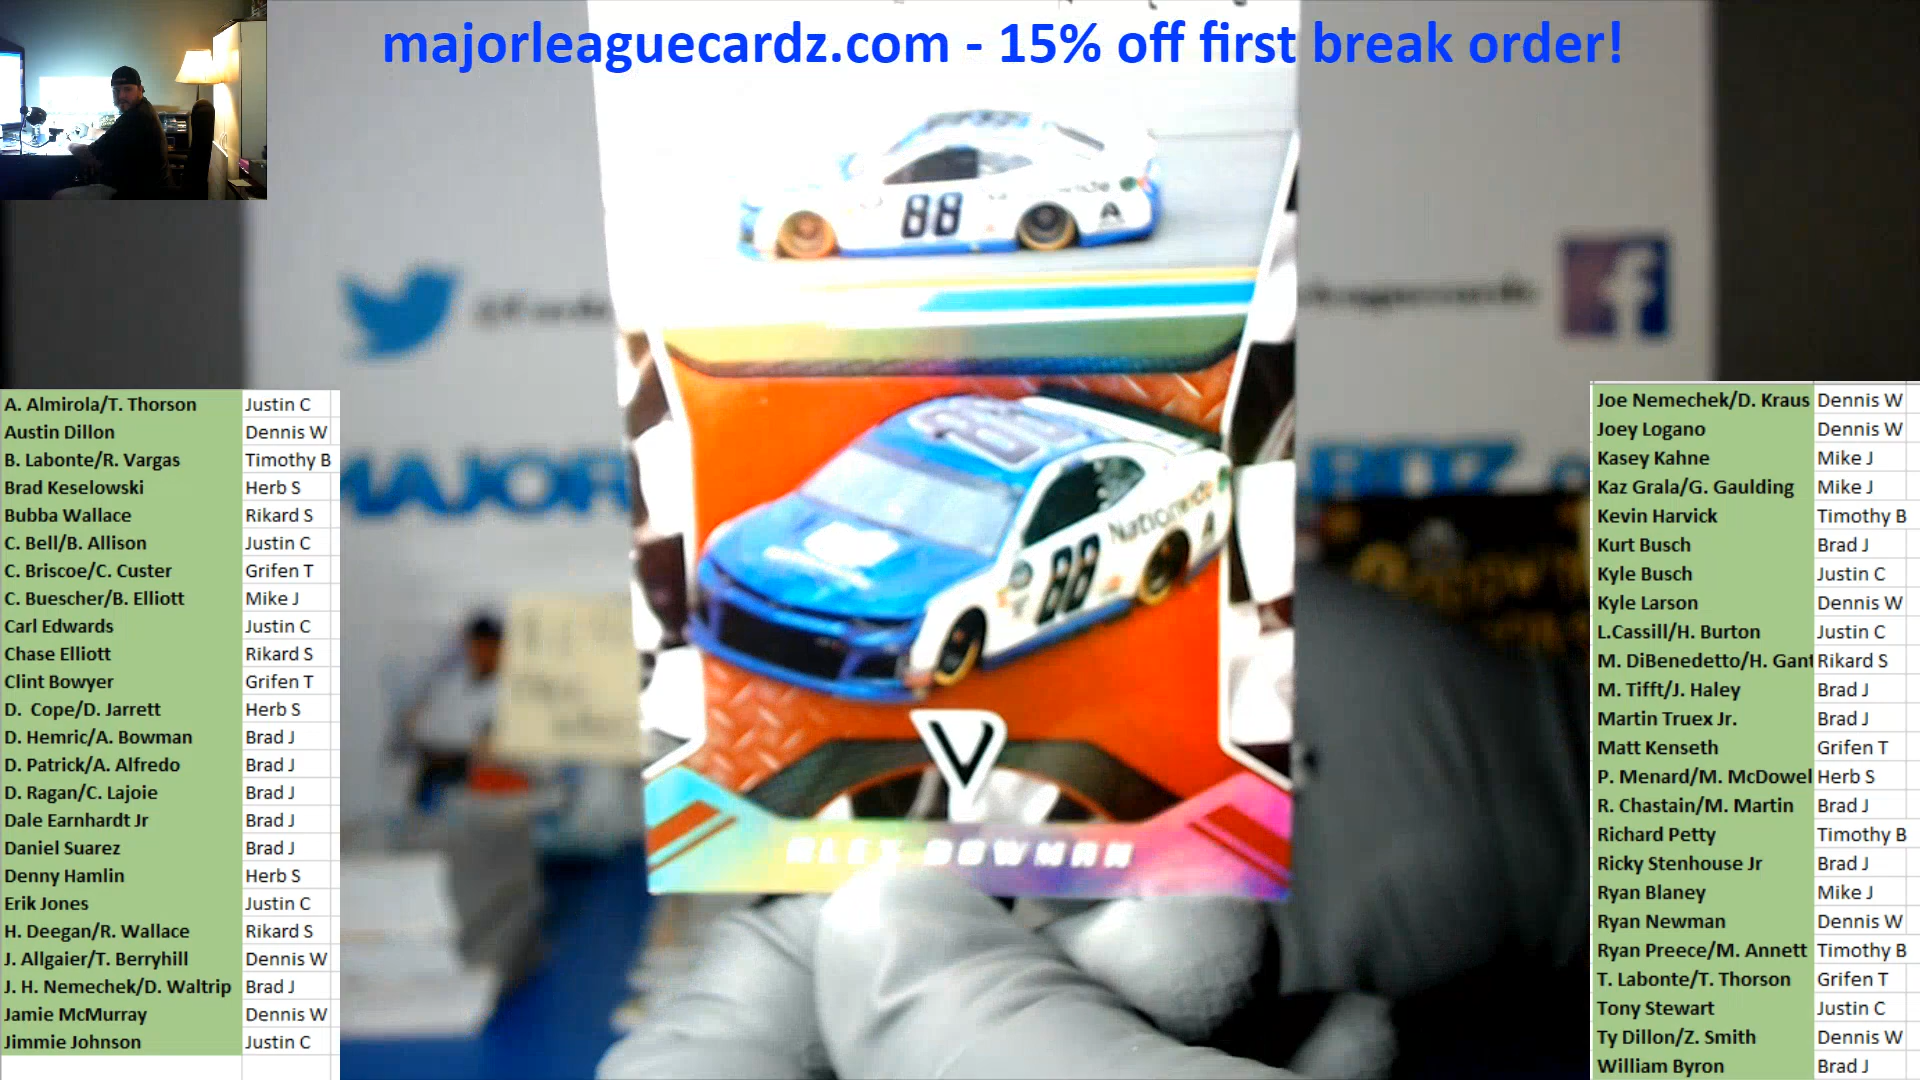 majorleaguecardz.com - 15% off first break order!
88
A
MAJOR
A. Almirola/T. Thorson Justin C
Austin Dillon Dennis W
B. Labonte/R. Vargas Timothy B
Brad Keselowski Herb S
Bubba Wallace Rikard S
C. Bell/B. Allison Justin C
C. Briscoe/C. Custer Grifen T
C. Buescher/B. Elliott Mike J
Carl Edwards Justin C
Chase Elliott Rikard S
Clint Bowyer Grifen T
D. Cope/D. Jarrett Herb S
D. Hemric/A. Bowman Brad J
D. Patrick/A. Alfredo Brad J
D. Ragan/C. Lajoie Brad J
Dale Earnhardt Jr Brad J
Daniel Suarez Brad J
Denny Hamlin Herb S
Erik Jones Justin C
H. Deegan/R. Wallace Rikard S
J. Allgaier/T. Berryhill Dennis W
J. H. Nemechek/D. Waltrip Brad J
Jamie McMurray Dennis W
Jimmie Johnson Justin C
Nationwide
88
A
V
ALEX BOWMAN
Joe Nemechek/D. Kraus Dennis W
Joey Logano Dennis W
Kasey Kahne Mike J
Kaz Grala/G. Gaulding Mike J
Kevin Harvick Timothy B
Kurt Busch Brad J
Kyle Busch Justin C
Kyle Larson Dennis W
L.Cassill/H. Burton Justin C
M. DiBenedetto/H. Gant Rikard S
M. Tifft/J. Haley Brad J
Martin Truex Jr. Brad J
Matt Kenseth Grifen T
P. Menard/M. McDowel Herb S
R. Chastain/M. Martin Brad J
Richard Petty Timothy B
Ricky Stenhouse Jr Brad J
Ryan Blaney Mike J
Ryan Newman Dennis W
Ryan Preece/M. Annett Timothy B
T. Labonte/T. Thorson Grifen T
Tony Stewart Justin C
Ty Dillon/Z. Smith Dennis W
William Byron Brad J